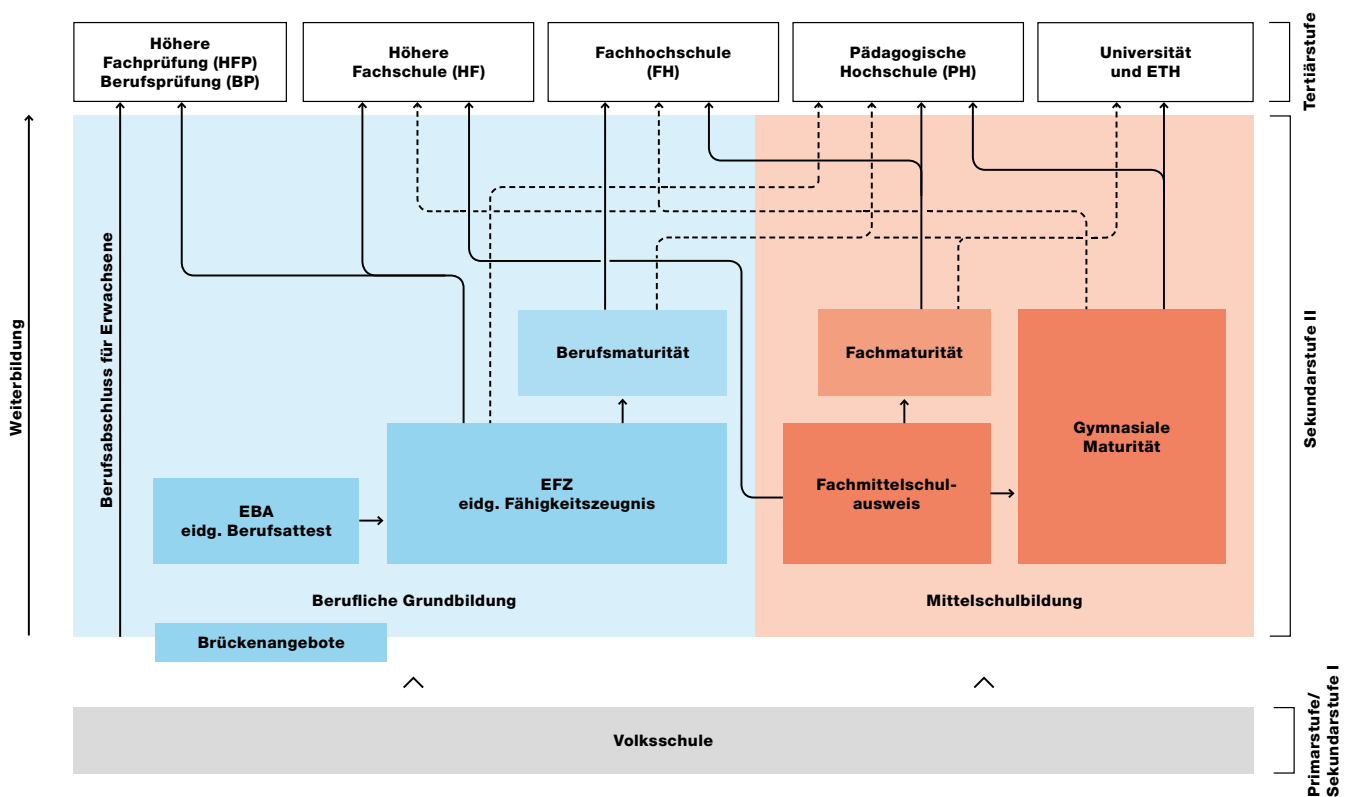 Höhere
Fachprüfung (HFP)
Berufsprüfung (BP)
Höhere
Fachschule (HF)
Fachhochschule
(FH)
Pädagogische
Hochschule (PH)
Universität
und ETH
Tertiärstufe
Weiterbildung
Berufsabschluss für Erwachsene
Berufsmaturität
Fachmaturität
Gymnasiale
Maturität
EFZ
eidg. Fähigkeitszeugnis
Fachmittelschul-
ausweis
EBA
eidg. Berufsattest
Sekundarstufe II
Berufliche Grundbildung
Mittelschulbildung
Brückenangebote
Volksschule
Primarstufe/
Sekundarstufe I